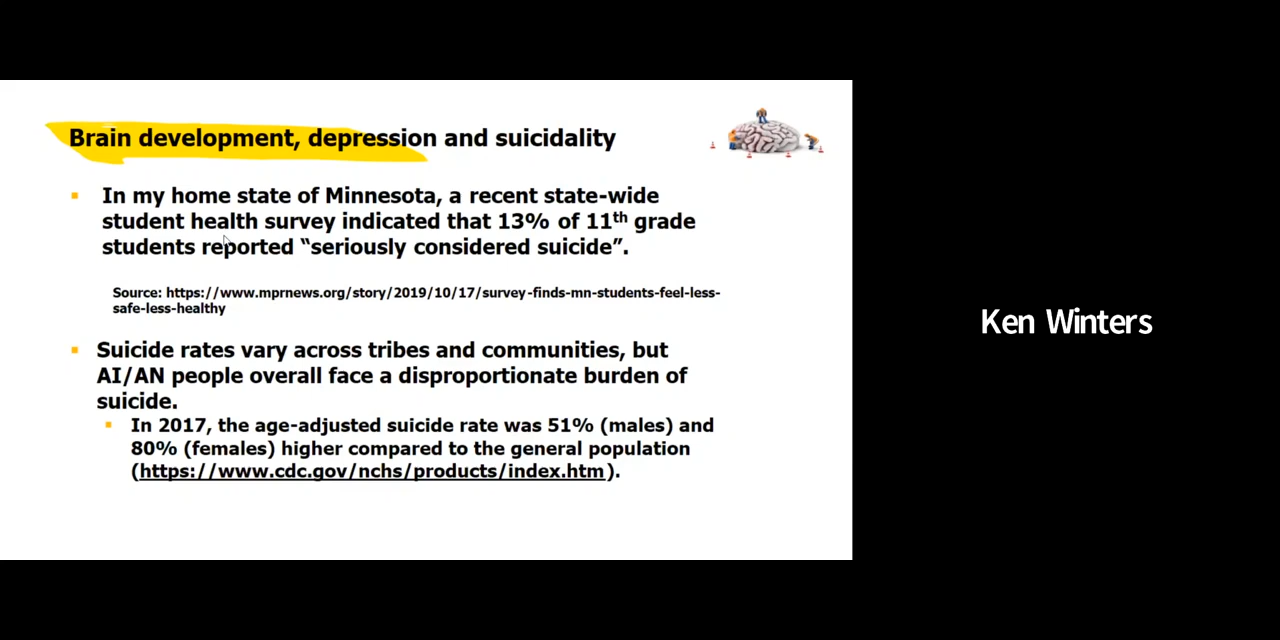 Brain development, depression and suicidality
In my home state of Minnesota, a recent state-wide
student health survey indicated that 13% of 11th grade
students reported “seriously considered suicide”.
Source: https://www.mprnews.org/story/2019/10/17/survey-finds-mn-students-feel-less-
safe-less-healthy
Suicide rates vary across tribes and communities, but
AI/AN people overall face a disproportionate burden of
suicide.
In 2017, the age-adjusted suicide rate was 51% (males) and
80% (females) higher compared to the general population
(https://www.cdc.gov/nchs/products/index.htm).
Ken Winters